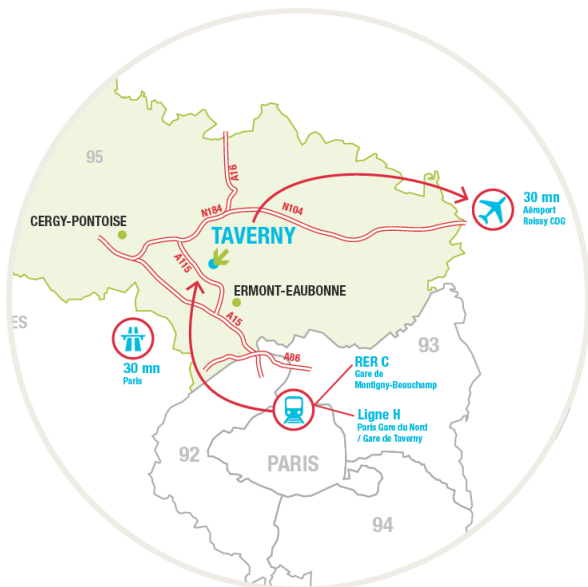 95
A16
N184
N104
30 mn
Aéroport
Roissy CDG
CERGY-PONTOISE
TAVERNY
A115
ERMONT-EAUBONNE
ES
A15
30 mn
Paris
A86
93
RER C
Gare de
Montigny-Beauchamp
Ligne H
Paris Gare du Nord
/ Gare de Taverny
92
PARIS
94